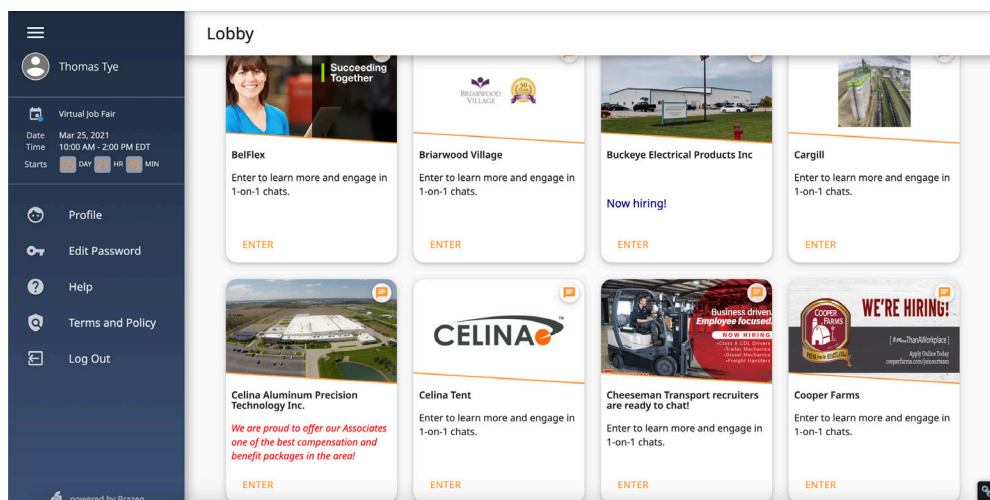 Lobby
Thomas Tye
Virtual Job Fair
Date Mar 25, 2021
Time 10:00 AM - 2:00 PM EDT
Starts 05 DAY 21 HR 49 MIN
Profile
Edit Password
Help
Terms and Policy
Log Out
powered by Brazen
Succeeding
Together
BelFlex
Enter to learn more and engage in
1-on-1 chats.
ENTER
BRIARWOOD
VILLAGE
50
Briarwood Village
Enter to learn more and engage in
1-on-1 chats.
ENTER
Buckeye Electrical Products Inc
Now hiring!
ENTER
Cargill
Enter to learn more and engage in
1-on-1 chats.
ENTER
Celina Aluminum Precision
Technology Inc.
We are proud to offer our Associates
one of the best compensation and
benefit packages in the area!
ENTER
CELINA
TM
Celina Tent
Enter to learn more and engage in
1-on-1 chats.
ENTER
Business driven.
Employee focused.
NOW HIRING
•Class A CDL Drivers
•Trailer Mechanics
•Diesel Mechanics
•Freight Handlers
Cheeseman Transport recruiters
are ready to chat!
Enter to learn more and engage in
1-on-1 chats.
ENTER
COOPER
FARMS
WE'RE HIRING!
[ #MoreThanAWorkplace ]
Apply Online Today
cooperfarms.com/joinourteam
Cooper Farms
Enter to learn more and engage in
1-on-1 chats.
ENTER